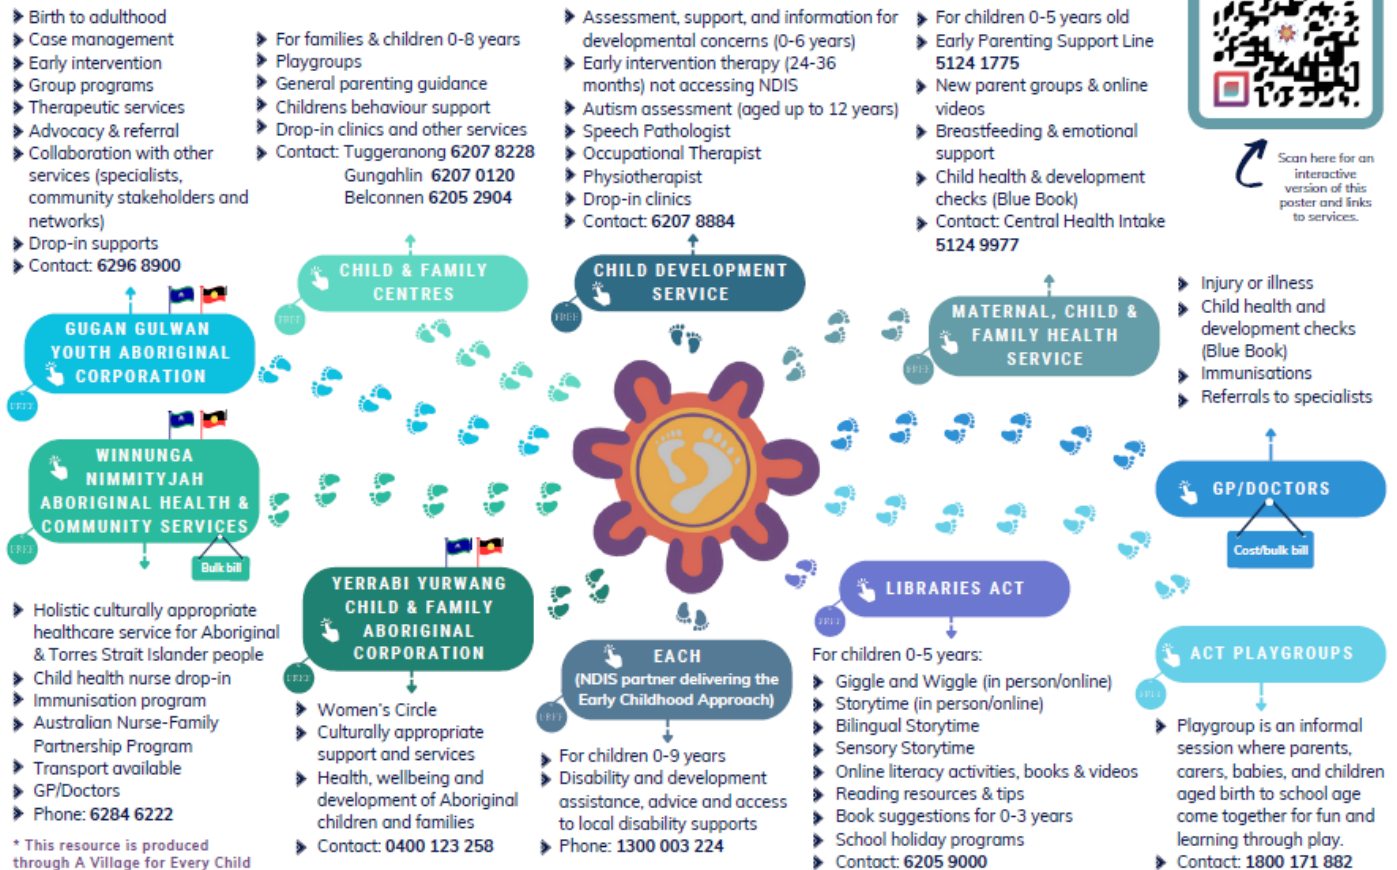 Birth to adulthood
Case management
Early intervention
Group programs
Therapeutic services
Advocacy & referral
Collaboration with other
services (specialists,
community stakeholders and
networks)
Drop-in supports
Contact: 6296 8900
GUGAN GULWAN
YOUTH ABORIGINAL
CORPORATION
FREE
For families & children 0-8 years
Playgroups
General parenting guidance
Childrens behaviour support
Drop-in clinics and other services
Contact: Tuggeranong 6207 8228
Gungahlin 6207 0120
Belconnen 6205 2904
CHILD & FAMILY
CENTRES
FREE
Assessment, support, and information for
developmental concerns (0-6 years)
Early intervention therapy (24-36
months) not accessing NDIS
Autism assessment (aged up to 12 years)
Speech Pathologist
Occupational Therapist
Physiotherapist
Drop-in clinics
Contact: 6207 8884
CHILD DEVELOPMENT
SERVICE
FREE
For children 0-5 years old
Early Parenting Support Line
5124 1775
New parent groups & online
videos
Breastfeeding & emotional
support
Child health & development
checks (Blue Book)
Contact: Central Health Intake
5124 9977
MATERNAL, CHILD &
FAMILY HEALTH
SERVICE
FREE
Scan here for an
interactive
version of this
poster and links
to services.
Injury or illness
Child health and
development checks
(Blue Book)
Immunisations
Referrals to specialists
GP/DOCTORS
Cost/bulk bill
WINNUNGA
NIMMITYJAH
ABORIGINAL HEALTH &
COMMUNITY SERVICES
FREE
Bulk bill
Holistic culturally appropriate
healthcare service for Aboriginal
& Torres Strait Islander people
Child health nurse drop-in
Immunisation program
Australian Nurse-Family
Partnership Program
Transport available
GP/Doctors
Phone: 6284 6222
* This resource is produced
through A Village for Every Child
YERRABI YURWANG
CHILD & FAMILY
ABORIGINAL
CORPORATION
FREE
Women's Circle
Culturally appropriate
support and services
Health, wellbeing and
development of Aboriginal
children and families
Contact: 0400 123 258
EACH
(NDIS partner delivering the
Early Childhood Approach)
FREE
For children 0-9 years
Disability and development
assistance, advice and access
to local disability supports
Phone: 1300 003 224
LIBRARIES ACT
FREE
For children 0-5 years:
Giggle and Wiggle (in person/online)
Storytime (in person/online)
Bilingual Storytime
Sensory Storytime
Online literacy activities, books & videos
Reading resources & tips
Book suggestions for 0-3 years
School holiday programs
Contact: 6205 9000
ACT PLAYGROUPS
FREE
Playgroup is an informal
session where parents,
carers, babies, and children
aged birth to school age
come together for fun and
learning through play.
Contact: 1800 171 882